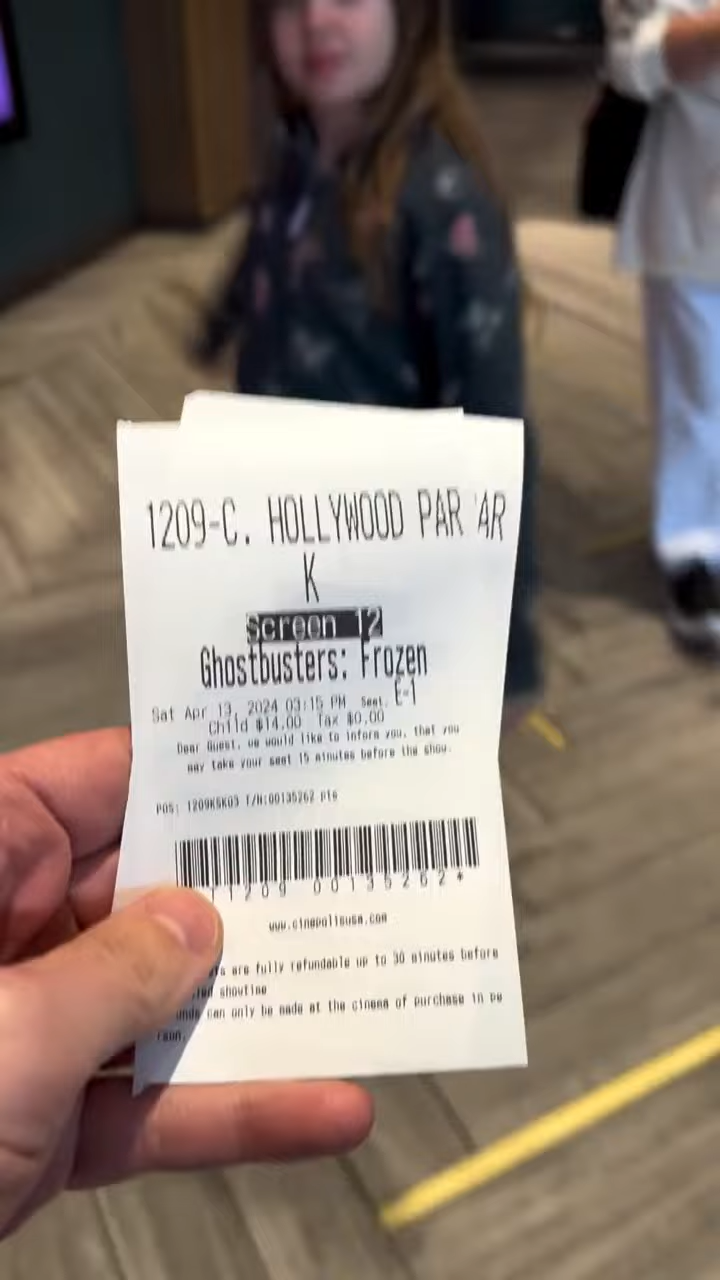 1209-C. HOLLYWOOD PAR AR
K
Screen 12
Ghostbusters: Frozen
Sat Apr 13, 2024 03:15 PM Seat. E-1
Child $14.00 Tax $0.00
Dear Guest, we would like to inform you, that you
may take your seat 15 minutes before the show.
POS: 1209KSK03 T/N:00135262 pts
11209 00135262*
www.cinepolisusa.com
are fully refundable up to 30 minutes before
showtime
can only be made at the cinema of purchase in pe
rson.